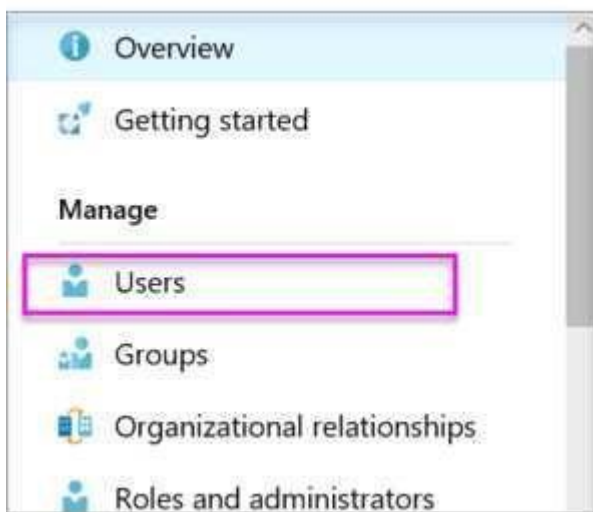 Overview
Getting started
Manage
Users
Groups
Organizational relationships
Roles and administrators